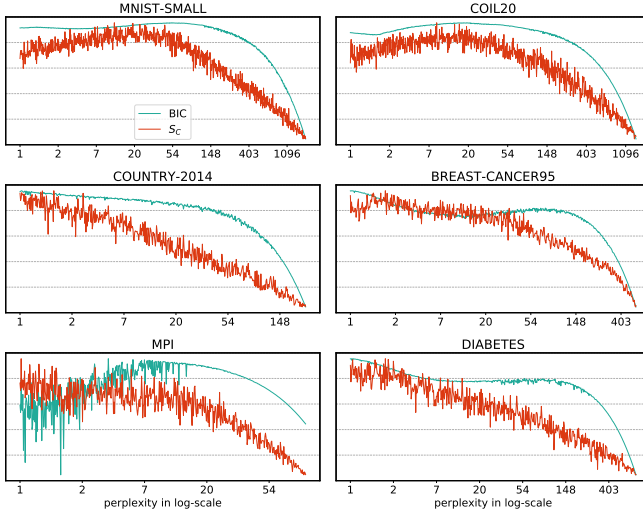 MNIST-SMALL
BIC
S_C
1 2 7 20 54 148 403 1096
COIL20
1 2 7 20 54 148 403 1096
COUNTRY-2014
1 2 7 20 54 148
BREAST-CANCER95
1 2 7 20 54 148 403
MPI
1 2 7 20 54
perplexity in log-scale
DIABETES
1 2 7 20 54 148 403
perplexity in log-scale